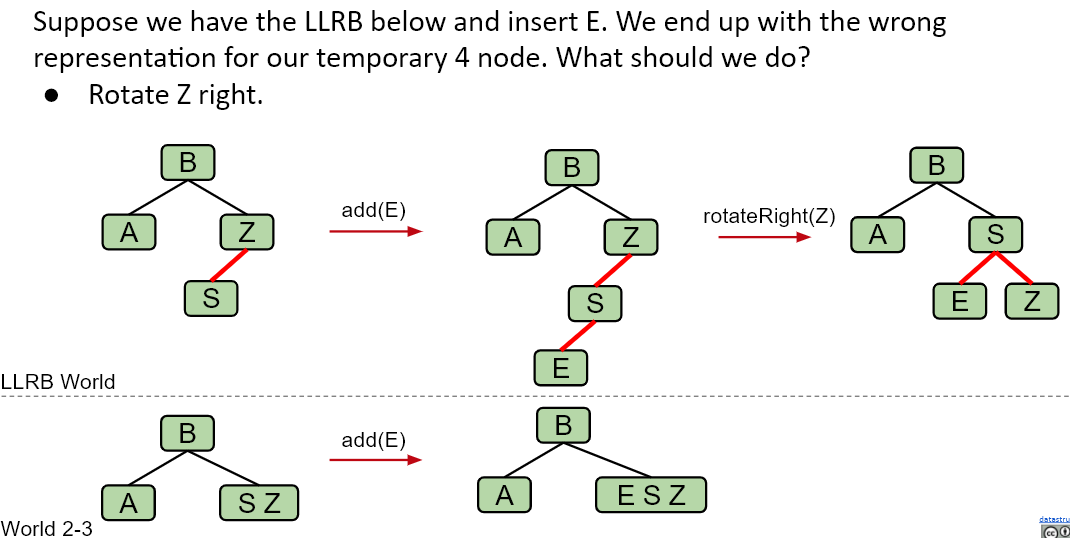 Suppose we have the LLRB below and insert E. We end up with the wrong
representation for our temporary 4 node. What should we do?
● Rotate Z right.
B
B
B
add(E)
rotateRight(Z)
A
Z
A
Z
A
S
S
S
E
Z
E
LLRB World
B
add(E)
B
A
S Z
A
E S Z
World 2-3
datastru
cc